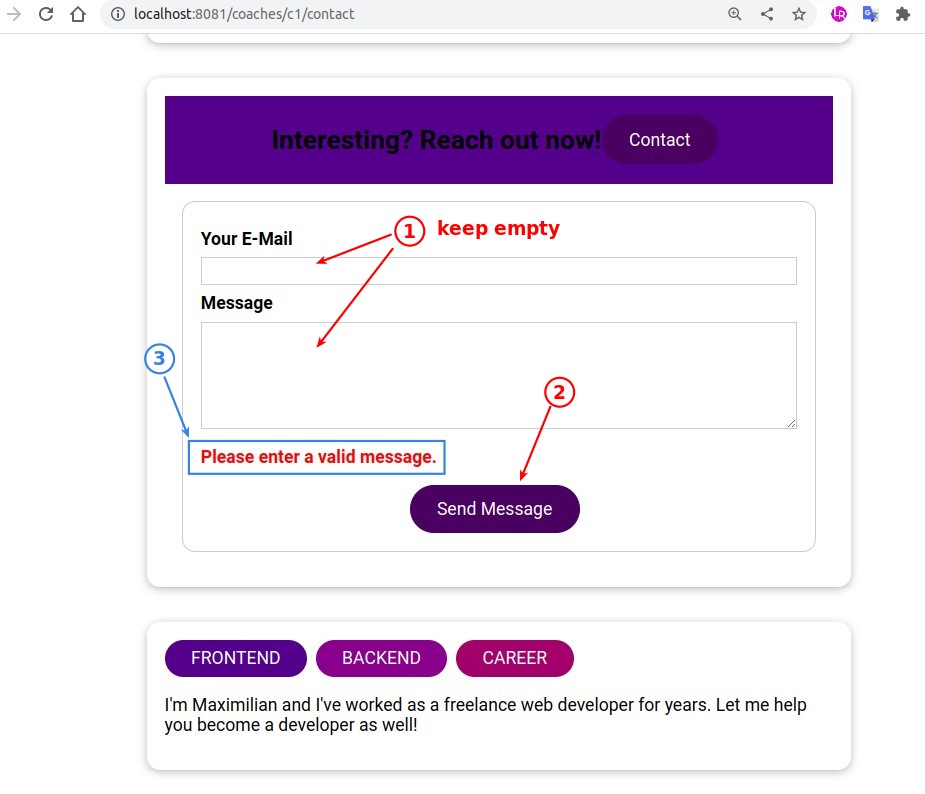 localhost:8081/coaches/c1/contact
Interesting? Reach out now! Contact
1 keep empty
Your E-Mail
Message
3
2
Please enter a valid message.
Send Message
FRONTEND BACKEND CAREER
I'm Maximilian and I've worked as a freelance web developer for years. Let me help
you become a developer as well!